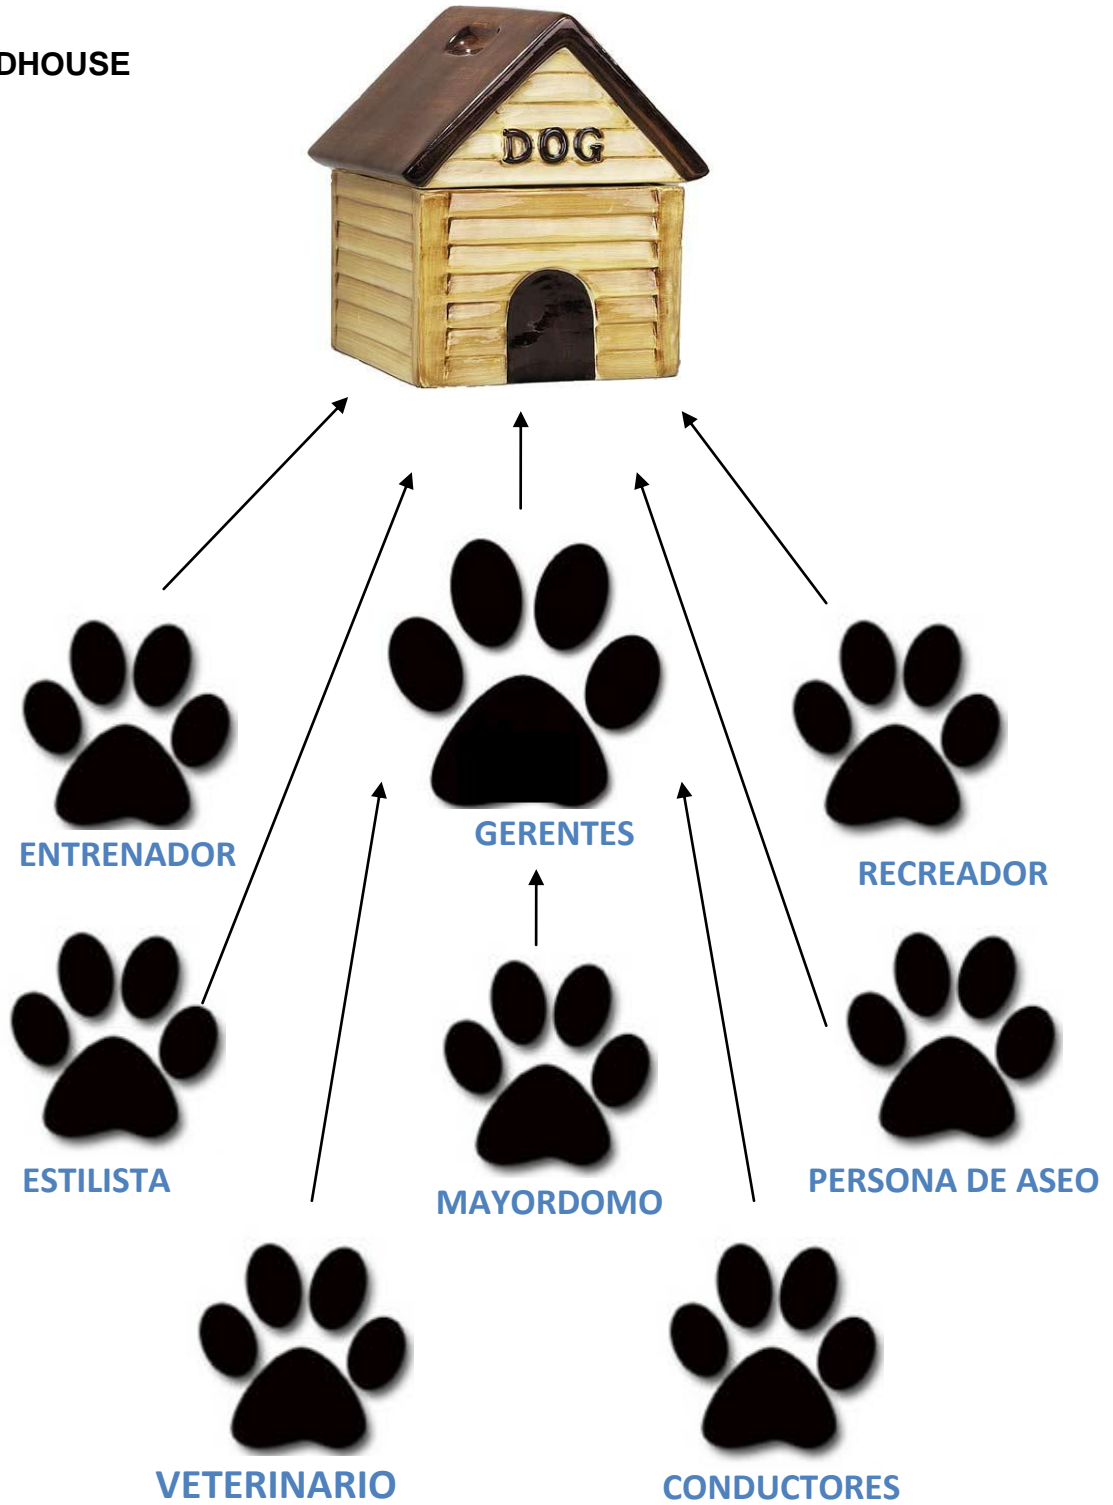 DHOUSE
DOG
GERENTES
ENTRENADOR
RECREADOR
ESTILISTA
MAYORDOMO
PERSONA DE ASEO
VETERINARIO
CONDUCTORES